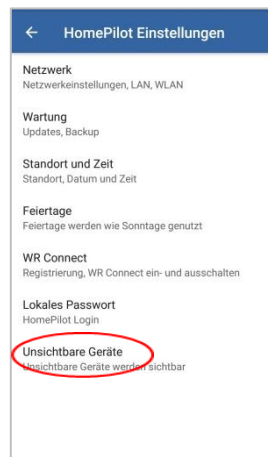 HomePilot Einstellungen
Netzwerk
Netzwerkeinstellungen, LAN, WLAN
Wartung
Updates, Backup
Standort und Zeit
Standort, Datum und Zeit
Feiertage
Feiertage werden wie Sonntage genutzt
WR Connect
Registrierung, WR Connect ein- und ausschalten
Lokales Passwort
HomePilot Login
Unsichtbare Geräte
Unsichtbare Geräte werden sichtbar